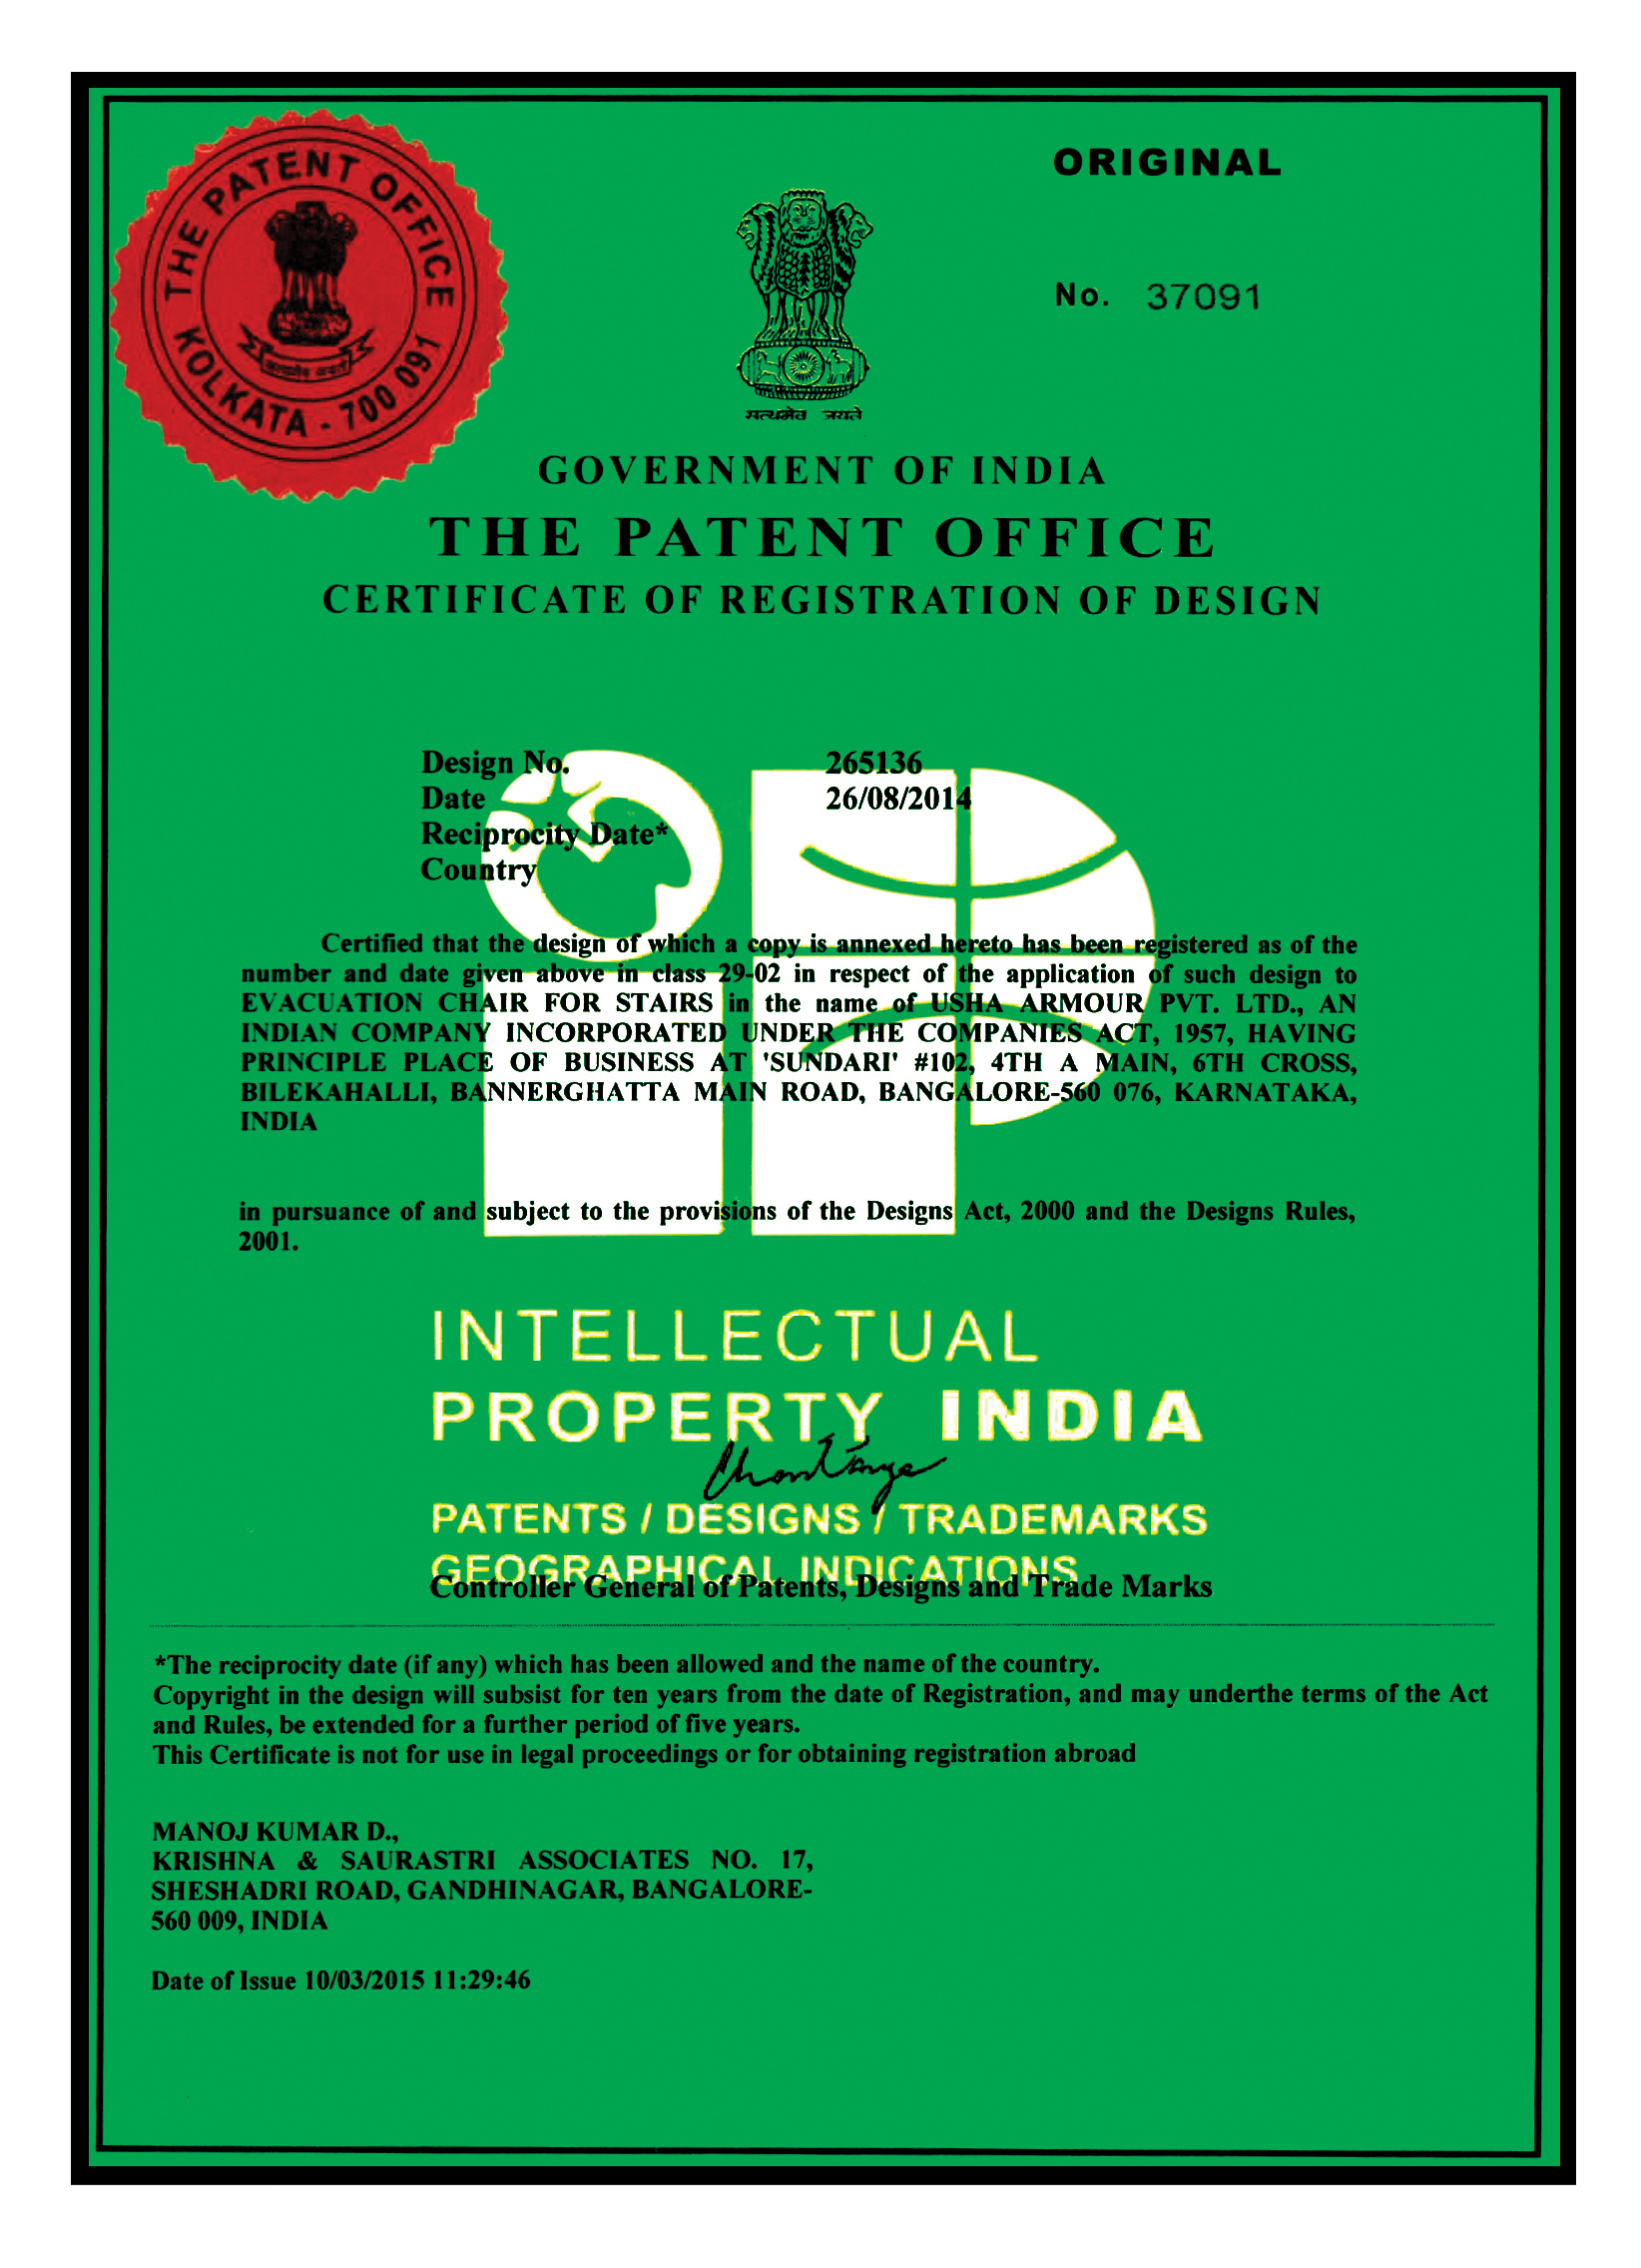 THE PATENT OFFICE
KOLKATA - 700 091
ORIGINAL
No. 37091
सत्यमेव जयते
GOVERNMENT OF INDIA
THE PATENT OFFICE
CERTIFICATE OF REGISTRATION OF DESIGN
Design No. 265136
Date 26/08/2014
Reciprocity Date*
Country
Certified that the design of which a copy is annexed hereto has been registered as of the
number and date given above in class 29-02 in respect of the application of such design to
EVACUATION CHAIR FOR STAIRS in the name of USHA ARMOUR PVT. LTD., AN
INDIAN COMPANY INCORPORATED UNDER THE COMPANIES ACT, 1957, HAVING
PRINCIPLE PLACE OF BUSINESS AT 'SUNDARI' #102, 4TH A MAIN, 6TH CROSS,
BILEKAHALLI, BANNERGHATTA MAIN ROAD, BANGALORE-560 076, KARNATAKA,
INDIA
in pursuance of and subject to the provisions of the Designs Act, 2000 and the Designs Rules,
2001.
INTELLECTUAL
PROPERTY INDIA
PATENTS / DESIGNS / TRADEMARKS
GEOGRAPHICAL INDICATIONS
Controller General of Patents, Designs and Trade Marks
*The reciprocity date (if any) which has been allowed and the name of the country.
Copyright in the design will subsist for ten years from the date of Registration, and may underthe terms of the Act
and Rules, be extended for a further period of five years.
This Certificate is not for use in legal proceedings or for obtaining registration abroad
MANOJ KUMAR D.,
KRISHNA & SAURASTRI ASSOCIATES NO. 17,
SHESHADRI ROAD, GANDHINAGAR, BANGALORE-
560 009, INDIA
Date of Issue 10/03/2015 11:29:46